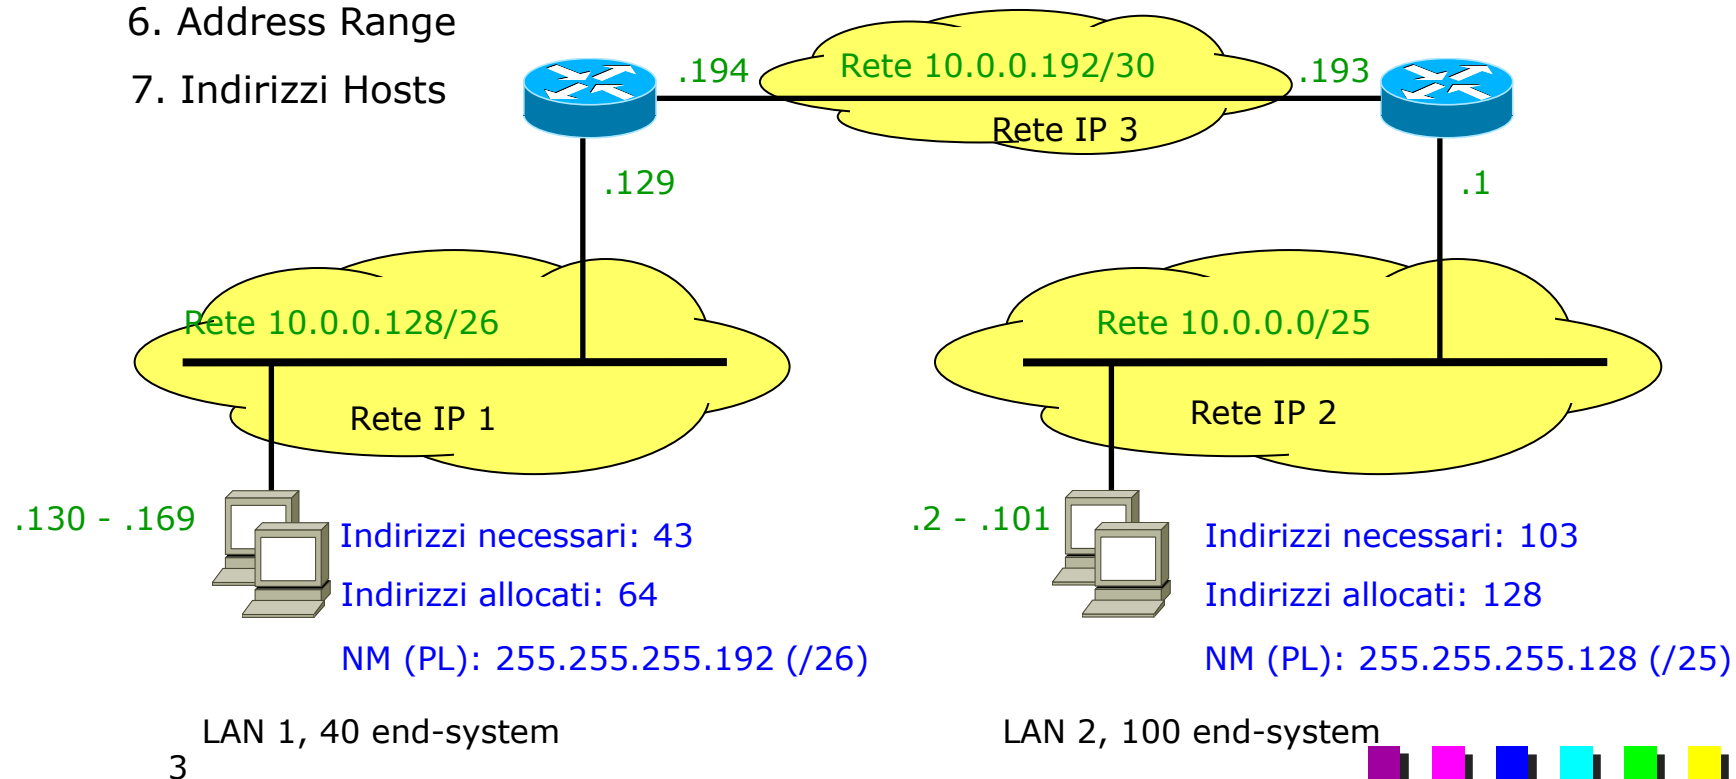 6. Address Range
7. Indirizzi Hosts
.194
Rete 10.0.0.192/30
.193
Rete IP 3
.129
.1
Rete 10.0.0.128/26
Rete 10.0.0.0/25
Rete IP 1
Rete IP 2
.130 - .169
Indirizzi necessari: 43
Indirizzi allocati: 64
NM (PL): 255.255.255.192 (/26)
.2 - .101
Indirizzi necessari: 103
Indirizzi allocati: 128
NM (PL): 255.255.255.128 (/25)
LAN 1, 40 end-system
LAN 2, 100 end-system
3